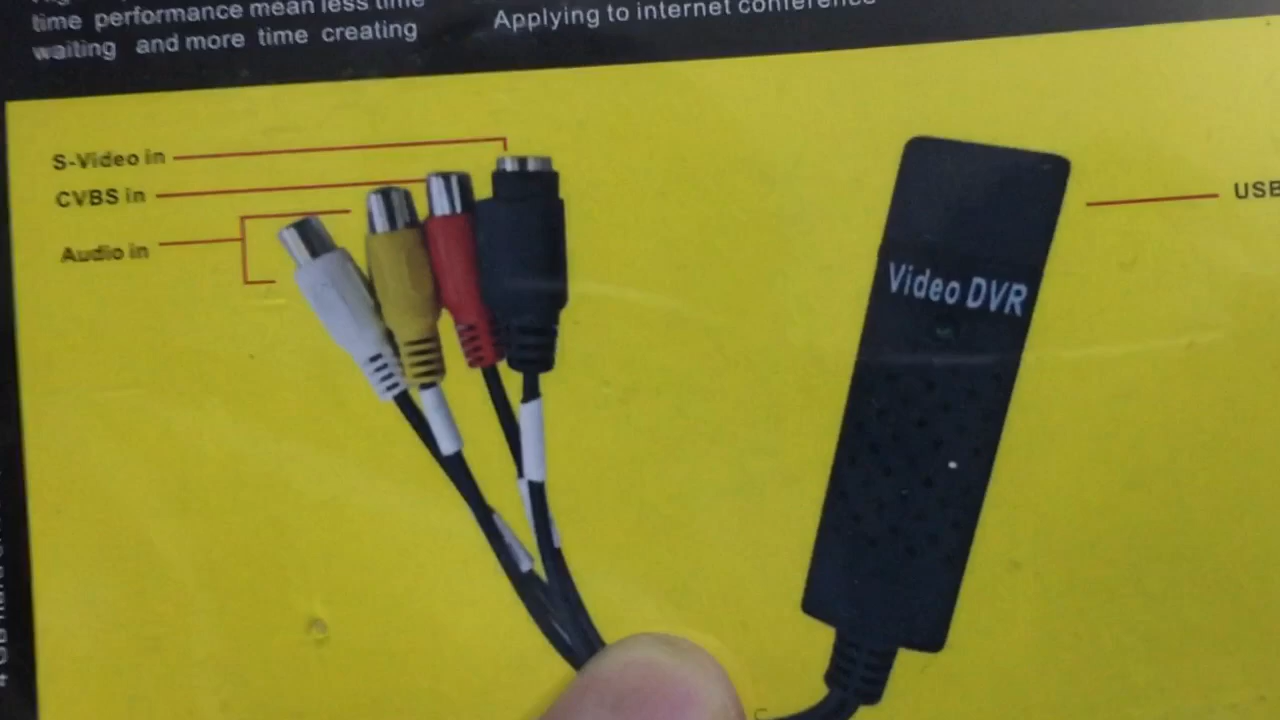 time performance mean less time
waiting and more time creating
Applying to internet conference
S-Video in
CVBS in
Audio in
Video DVR
USB